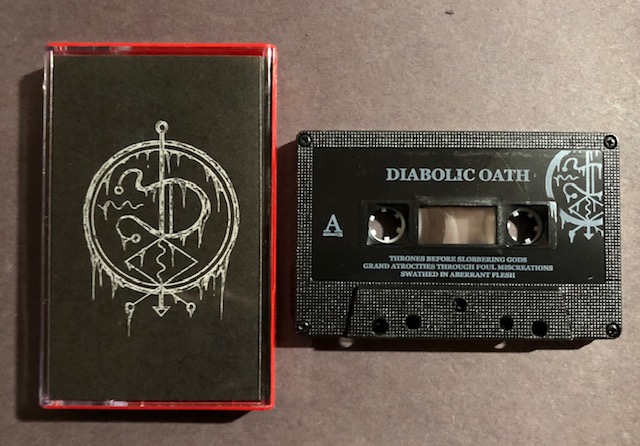 DIABOLIC OATH
A
THRONES BEFORE SLOBBERING GODS
GRAND ATROCITIES THROUGH FOUL MISCREATIONS
SWATHED IN ABERRANT FLESH